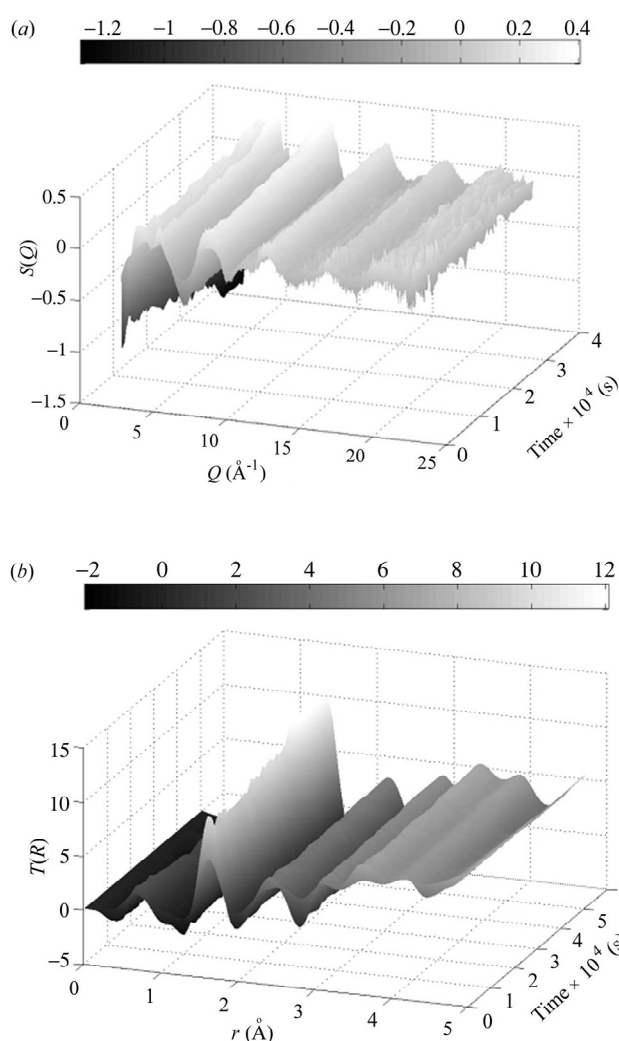 (a)
−1.2 −1 −0.8 −0.6 −0.4 −0.2 0 0.2 0.4
0.5
0
−0.5
−1
−1.5
S(Q)
0 5 10 15 20 25
Q (Å⁻¹)
0 1 2 3 4
Time × 10⁴ (s)
(b)
−2 0 2 4 6 8 10 12
15
10
5
0
−5
T(R)
0 1 2 3 4 5
r (Å)
0 1 2 3 4 5
Time × 10⁴ (s)